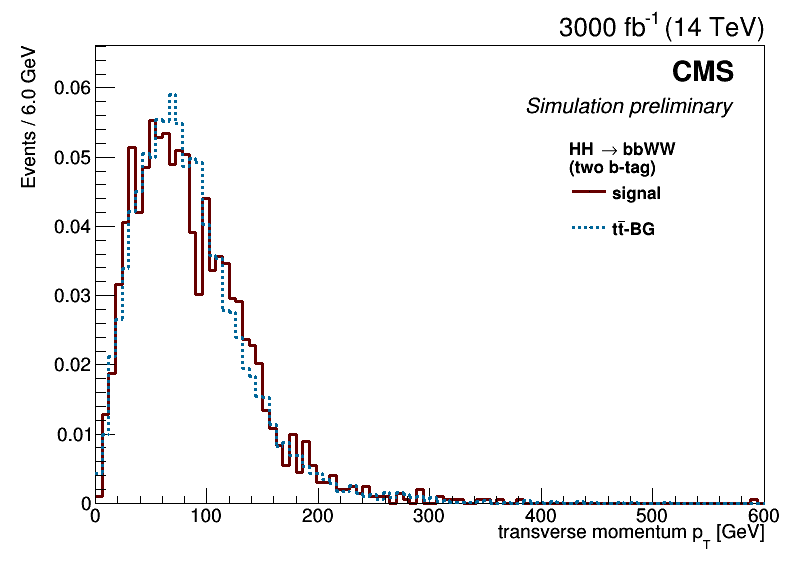 3000 fb⁻¹ (14 TeV)
CMS
Simulation preliminary
HH → bbWW
(two b-tag)
signal
tt̄-BG
Events / 6.0 GeV
0.06
0.05
0.04
0.03
0.02
0.01
0
0 100 200 300 400 500 600
transverse momentum p_T [GeV]